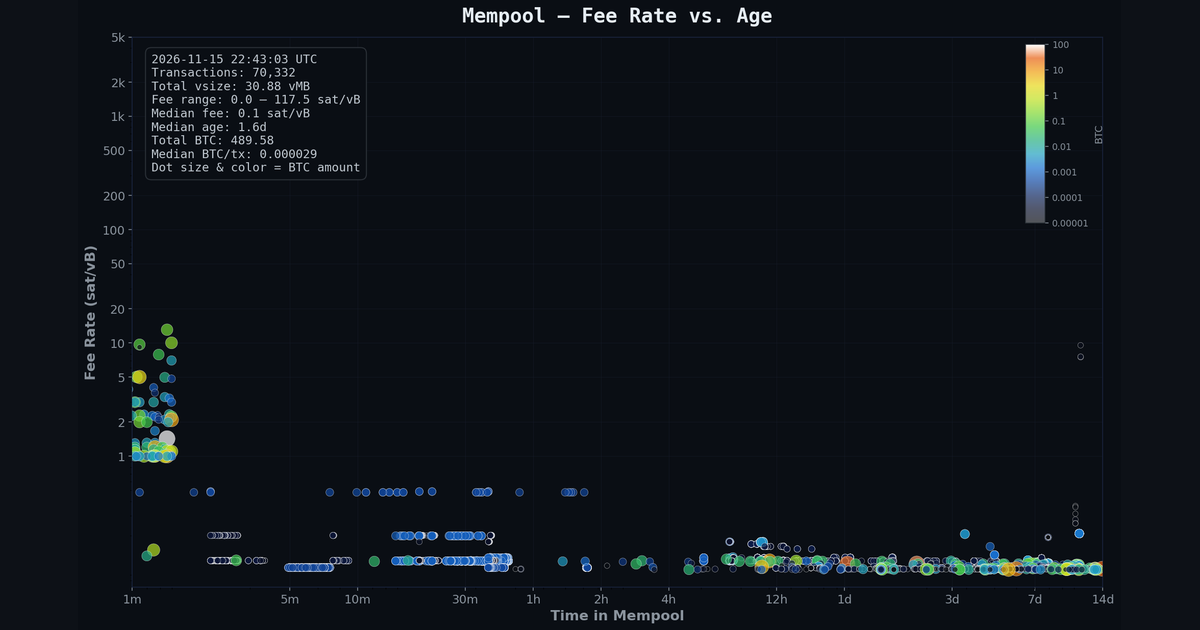 Mempool — Fee Rate vs. Age
2026-11-15 22:43:03 UTC
Transactions: 70,332
Total vsize: 30.88 vMB
Fee range: 0.0 – 117.5 sat/vB
Median fee: 0.1 sat/vB
Median age: 1.6d
Total BTC: 489.58
Median BTC/tx: 0.000029
Dot size & color = BTC amount
Fee Rate (sat/vB)
5k
2k
1k
500
200
100
50
20
10
5
2
1
100
10
1
0.1
0.01
0.001
0.0001
0.00001
BTC
1m 5m 10m 30m 1h 2h 4h 12h 1d 3d 7d 14d
Time in Mempool